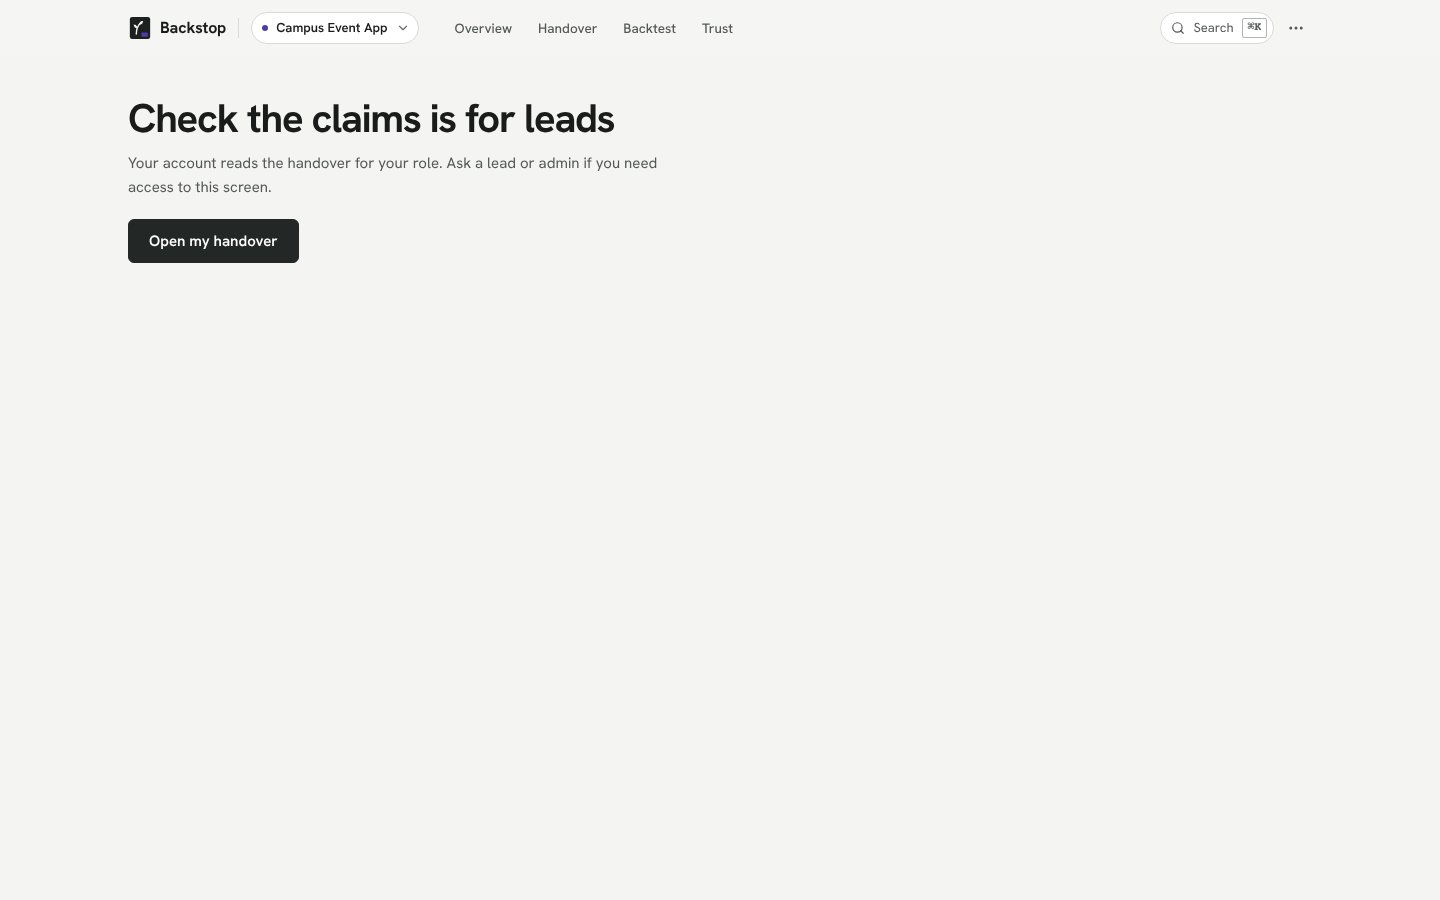 Backstop
Campus Event App
Overview
Handover
Backtest
Trust
Search
⌘K
Check the claims is for leads
Your account reads the handover for your role. Ask a lead or admin if you need
access to this screen.
Open my handover